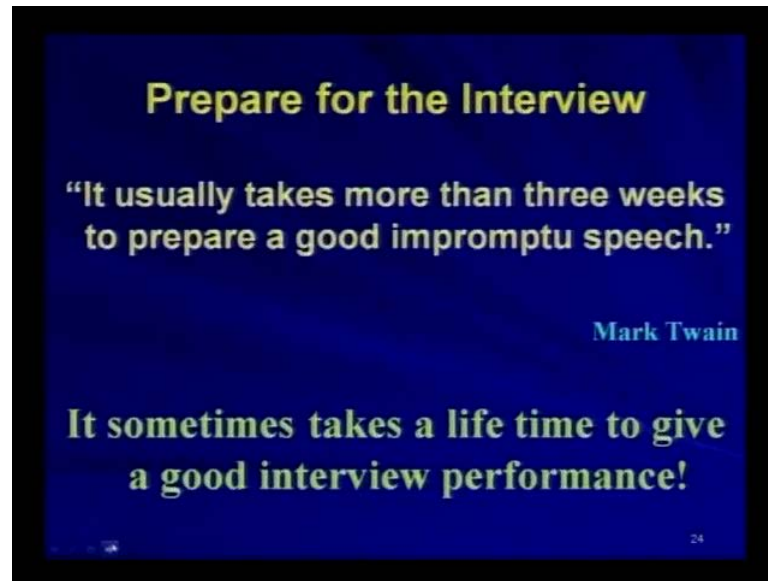 Prepare for the Interview
“It usually takes more than three weeks
to prepare a good impromptu speech.”
Mark Twain
It sometimes takes a life time to give
a good interview performance!
24